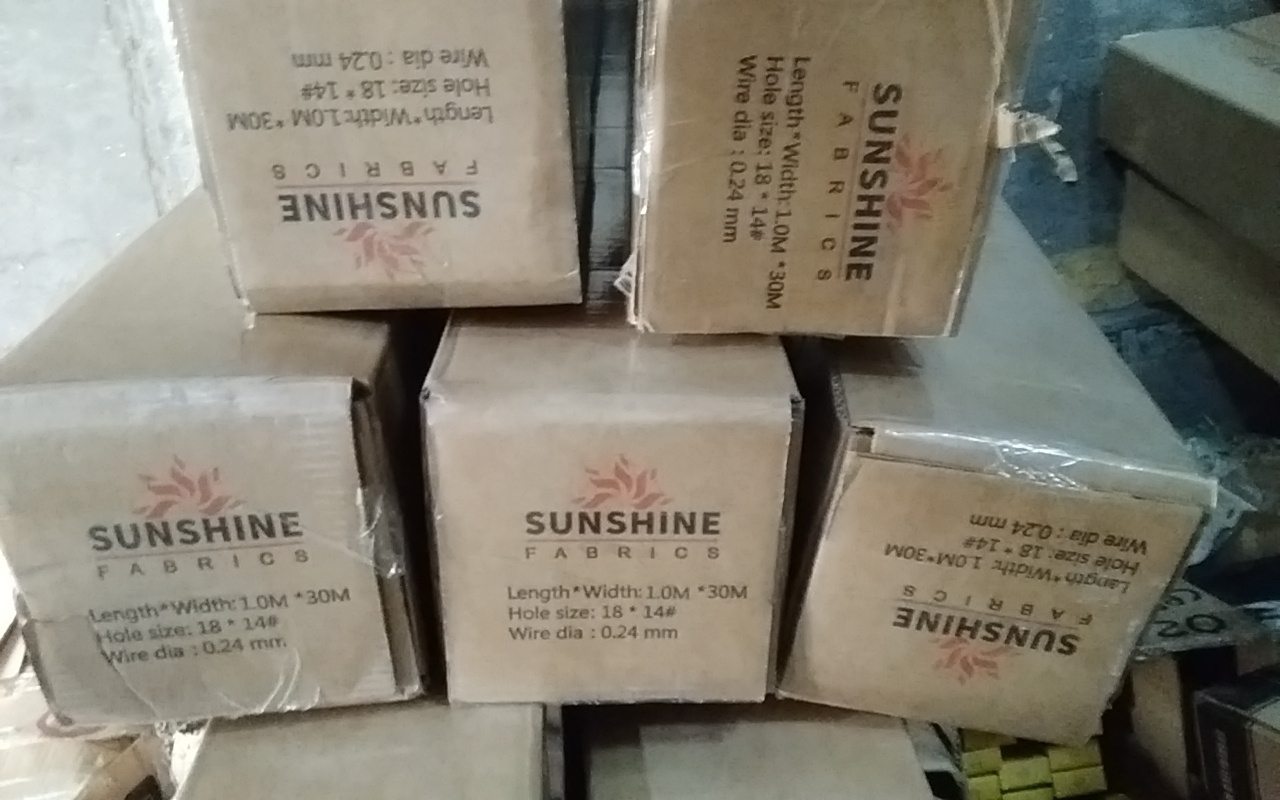 Wire dia : 0.24 mm
Hole size: 18 * 14#
Length*Width:1.0M *30M
FABRICS
SUNSHINE
SUNSHINE
FABRICS
Length*Width:1.0M *30M
Hole size: 18 * 14#
Wire dia : 0.24 mm
SUNSHINE
FABRICS
Length*Width:1.0M *30M
Hole size: 18 * 14#
Wire dia : 0.24 mm
SUNSHINE
FABRICS
Length*Width:1.0M *30M
Hole size: 18 * 14#
Wire dia : 0.24 mm
SUNSHINE
FABRICS
Length*Width: 1.0M*30M
Hole size: 18 * 14#
Wire dia : 0.24 mm